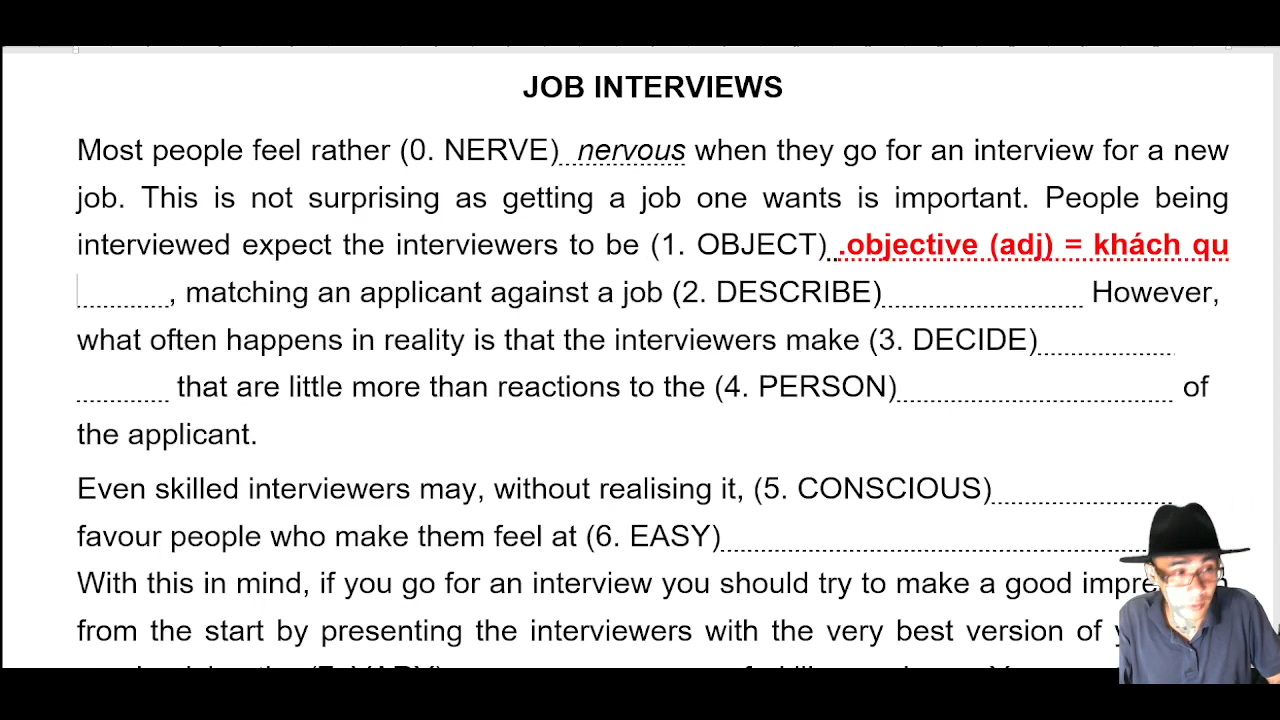 JOB INTERVIEWS
Most people feel rather (0. NERVE) nervous when they go for an interview for a new
job. This is not surprising as getting a job one wants is important. People being
interviewed expect the interviewers to be (1. OBJECT) .objective (adj) = khách qu
, matching an applicant against a job (2. DESCRIBE) However,
what often happens in reality is that the interviewers make (3. DECIDE)
that are little more than reactions to the (4. PERSON) of
the applicant.
Even skilled interviewers may, without realising it, (5. CONSCIOUS)
favour people who make them feel at (6. EASY)
With this in mind, if you go for an interview you should try to make a good
from the start by presenting the interviewers with the very best version of